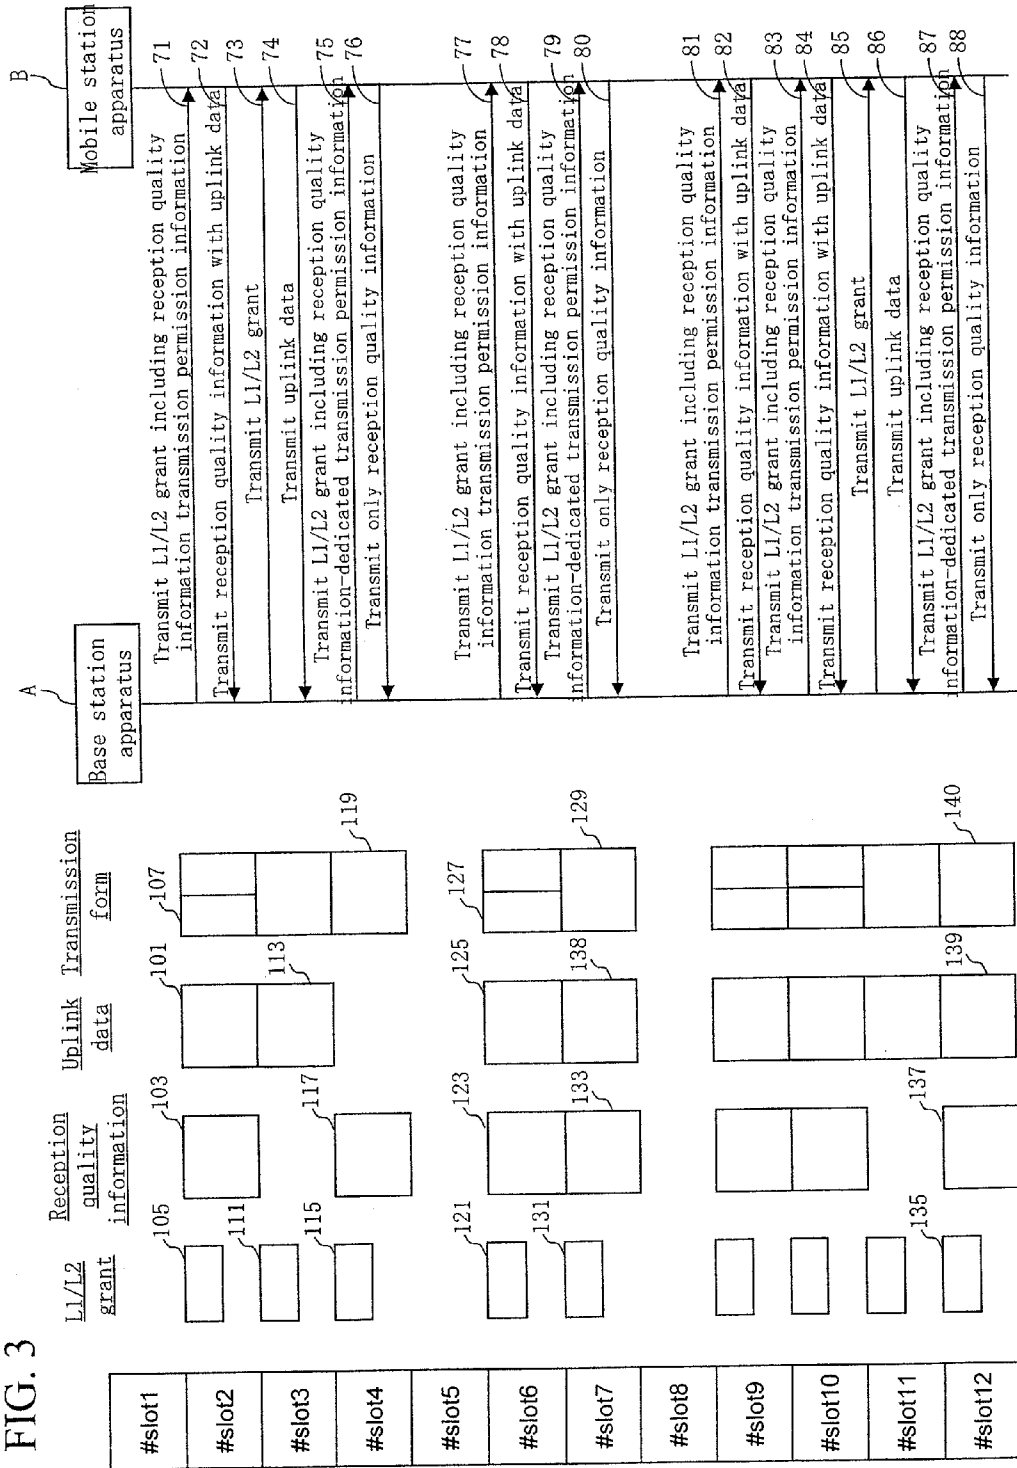 FIG. 3
#slot1
#slot2
#slot3
#slot4
#slot5
#slot6
#slot7
#slot8
#slot9
#slot10
#slot11
#slot12
L1/L2
grant
105
111
115
121
131
135
Reception
quality
information
103
117
123
133
137
Uplink
data
101
113
125
138
139
Transmission
form
107
119
127
129
140
A
Base station
apparatus
B
Mobile station
apparatus
Transmit L1/L2 grant including reception quality
information transmission permission information
71
Transmit reception quality information with uplink data
72
Transmit L1/L2 grant
73
Transmit uplink data
74
Transmit L1/L2 grant including reception quality
information-dedicated transmission permission information
75
Transmit only reception quality information
76
Transmit L1/L2 grant including reception quality
information transmission permission information
77
Transmit reception quality information with uplink data
78
Transmit L1/L2 grant including reception quality
information-dedicated transmission permission information
79
Transmit only reception quality information
80
Transmit L1/L2 grant including reception quality
information transmission permission information
81
Transmit reception quality information with uplink data
82
Transmit L1/L2 grant including reception quality
information transmission permission information
83
Transmit reception quality information with uplink data
84
Transmit L1/L2 grant
85
Transmit uplink data
86
Transmit L1/L2 grant including reception quality
information-dedicated transmission permission information
87
Transmit only reception quality information
88